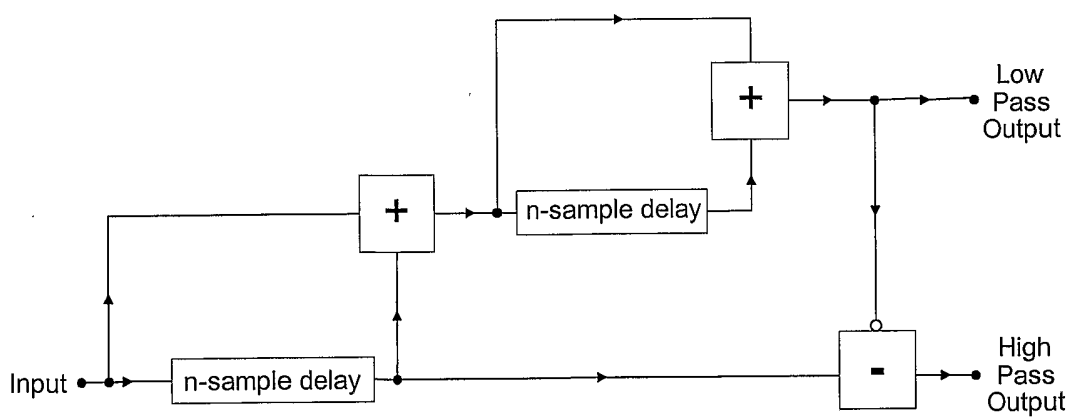 Low
Pass
Output
+
+
n-sample delay
Input
n-sample delay
-
High
Pass
Output